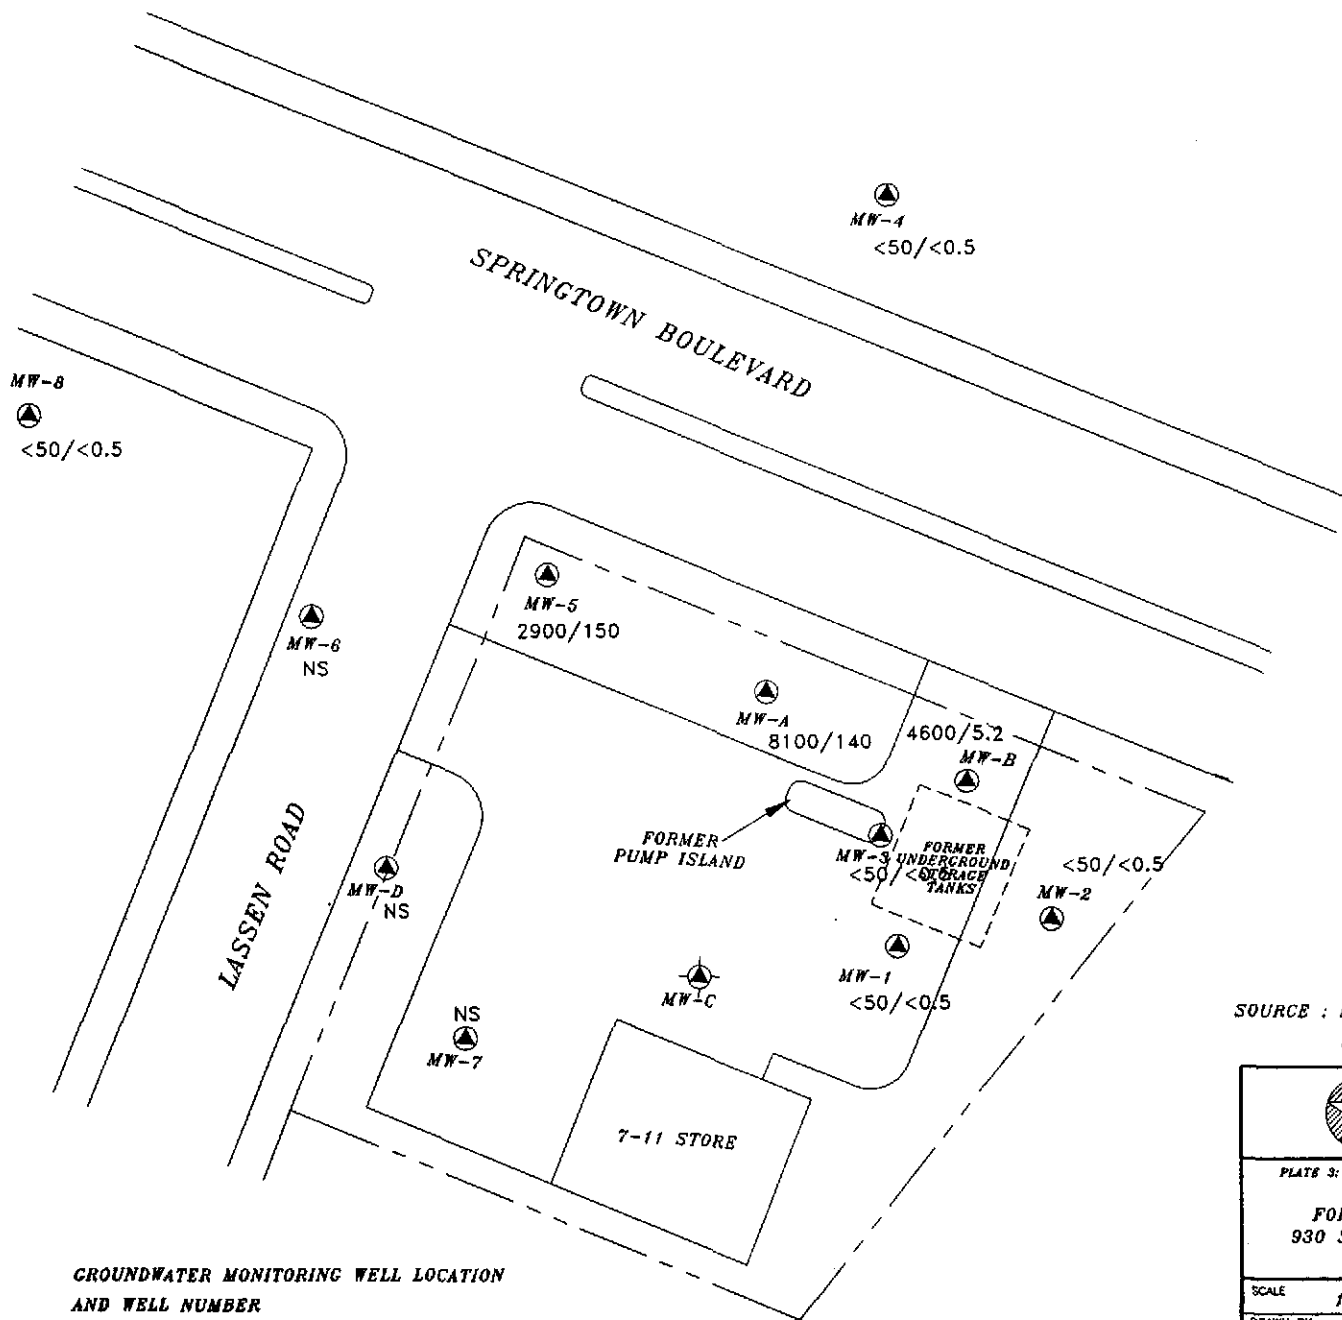 MW-4
<50/<0.5
SPRINGTOWN BOULEVARD
MW-8
<50/<0.5
MW-5
2900/150
MW-6
NS
MW-A
8100/140
4600/5.2
MW-B
FORMER
PUMP ISLAND
MW-3
<50/<0.5
FORMER
UNDERGROUND
STORAGE
TANKS
<50/<0.5
MW-2
LASSEN ROAD
MW-D
NS
MW-1
<50/<0.5
MW-C
NS
MW-7
7-11 STORE
SOURCE :
PLATE 3:
930
SCALE
GROUNDWATER MONITORING WELL LOCATION
AND WELL NUMBER